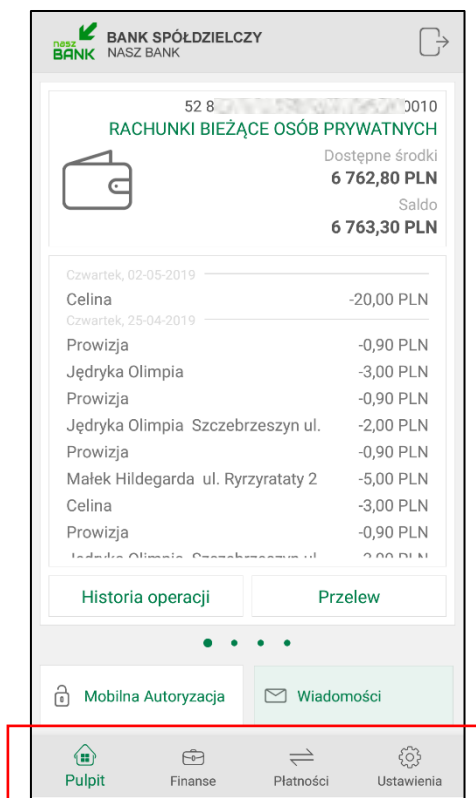 nasz BANK
BANK SPÓŁDZIELCZY
NASZ BANK
52 8 0010
RACHUNKI BIEŻĄCE OSÓB PRYWATNYCH
Dostępne środki
6 762,80 PLN
Saldo
6 763,30 PLN
Czwartek, 02-05-2019
Celina -20,00 PLN
Czwartek, 25-04-2019
Prowizja -0,90 PLN
Jędryka Olimpia -3,00 PLN
Prowizja -0,90 PLN
Jędryka Olimpia Szczebrzeszyn ul. -2,00 PLN
Prowizja -0,90 PLN
Małek Hildegarda ul. Ryrzyrataty 2 -5,00 PLN
Celina -3,00 PLN
Prowizja -0,90 PLN
Jędryka Olimpia Szczebrzeszyn ul.
Historia operacji Przelew
Mobilna Autoryzacja Wiadomości
Pulpit Finanse Płatności Ustawienia